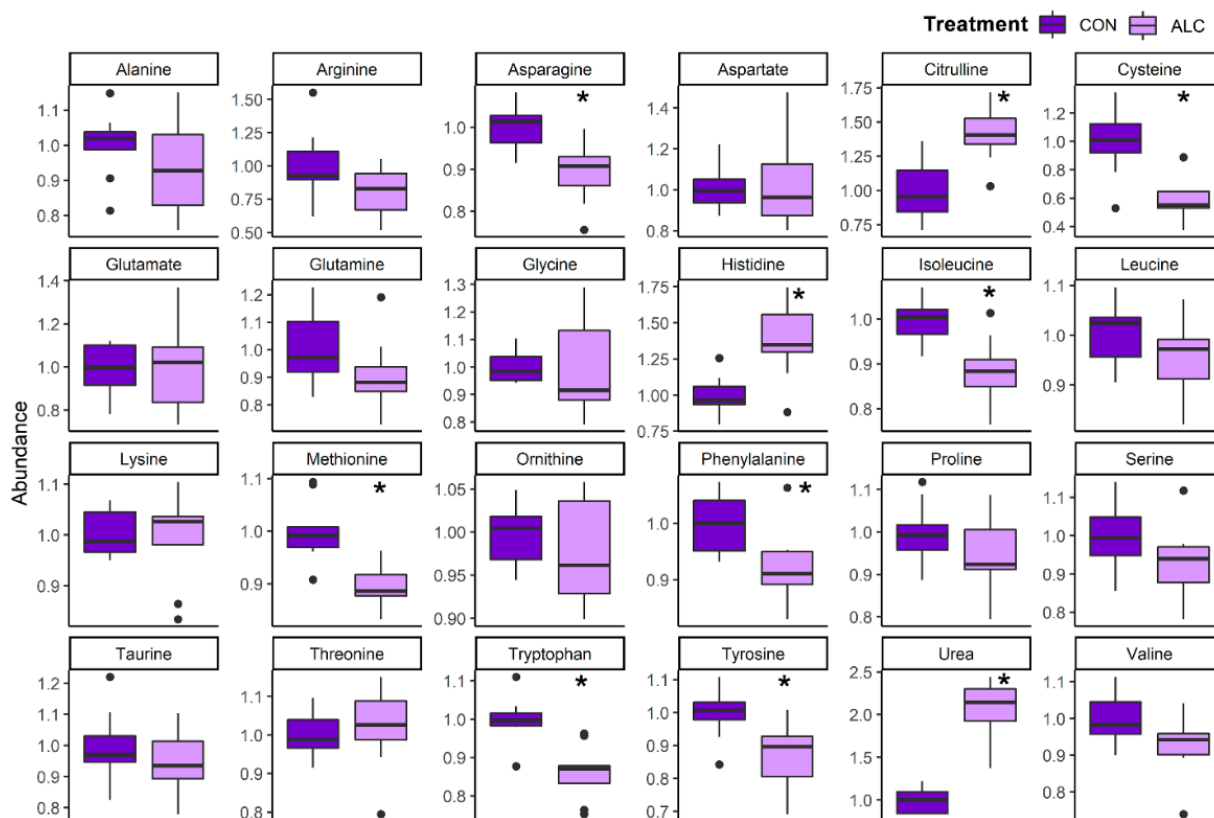 Treatment CON ALC
Alanine Arginine Asparagine Aspartate Citrulline Cysteine
1.1 1.0 0.9 0.8
1.50 1.25 1.00 0.75 0.50
1.0 0.9 0.8 *
1.4 1.2 1.0 0.8
1.75 1.50 1.25 1.00 0.75 *
1.2 1.0 0.8 0.6 0.4 *
Glutamate Glutamine Glycine Histidine Isoleucine Leucine
1.4 1.2 1.0 0.8
1.2 1.1 1.0 0.9 0.8
1.3 1.2 1.1 1.0 0.9 0.8
1.75 1.50 1.25 1.00 0.75 *
1.0 0.9 0.8 *
1.1 1.0 0.9
Abundance
Lysine Methionine Ornithine Phenylalanine Proline Serine
1.1 1.0 0.9
1.1 1.0 0.9 *
1.05 1.00 0.95 0.90
1.0 0.9 *
1.1 1.0 0.9 0.8
1.1 1.0 0.9 0.8
Taurine Threonine Tryptophan Tyrosine Urea Valine
1.2 1.1 1.0 0.9 0.8
1.1 1.0 0.9 0.8
1.1 1.0 0.9 0.8 *
1.1 1.0 0.9 0.8 0.7
*
2.5 2.0 1.5 1.0 *
1.1 1.0 0.9 0.8